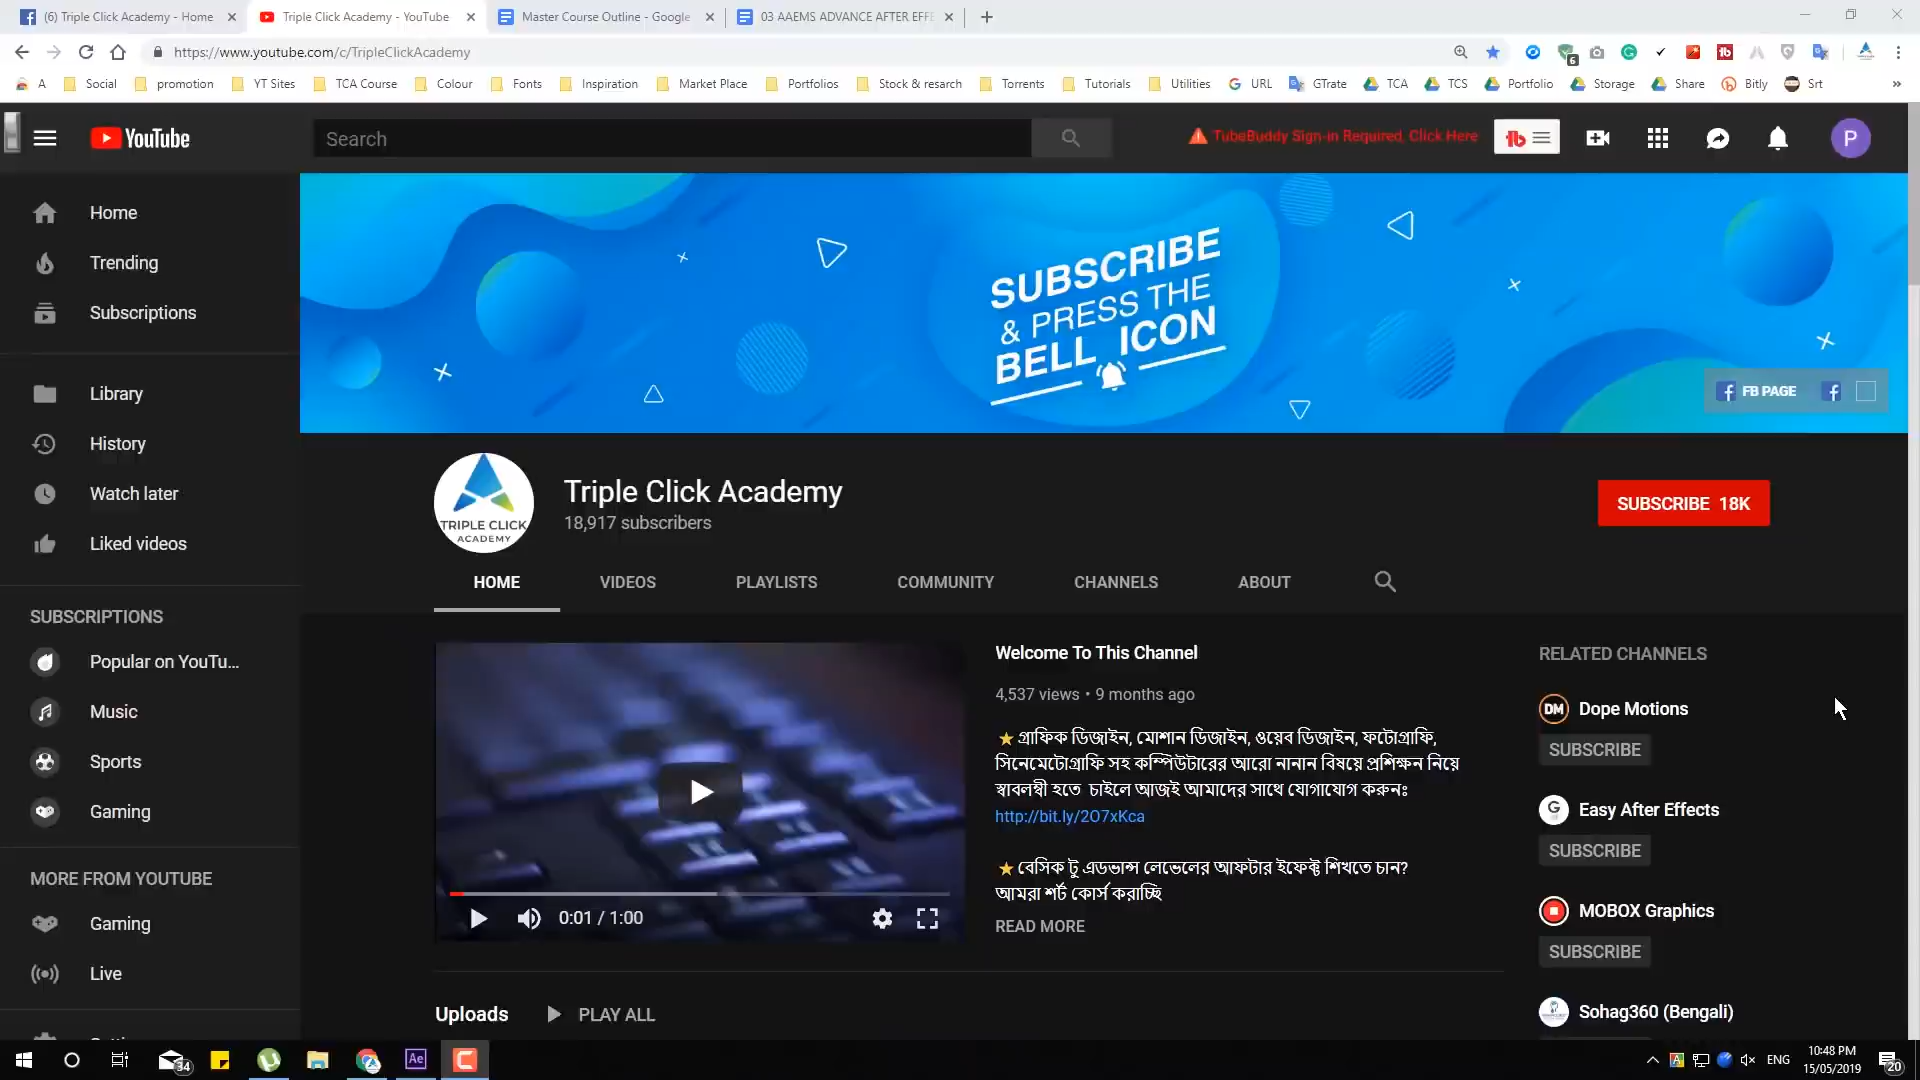 (6) Triple Click Academy - Home
Triple Click Academy - YouTube
Master Course Outline - Google
03 AAEMS ADVANCE AFTER EFFE
https://www.youtube.com/c/TripleClickAcademy
6
A
Social
promotion
YT Sites
TCA Course
Colour
Fonts
Inspiration
Market Place
Portfolios
Stock & resarch
Torrents
Tutorials
Utilities
URL
GTrate
TCA
TCS
Portfolio
Storage
Share
Bitly
Srt
YouTube
Search
TubeBuddy Sign-in Required, Click Here
P
Home
Trending
Subscriptions
Library
History
Watch later
Liked videos
SUBSCRIPTIONS
Popular on YouTu...
Music
Sports
Gaming
MORE FROM YOUTUBE
Gaming
Live
SUBSCRIBE
& PRESS THE
BELL ICON
FB PAGE
TRIPLE CLICK
ACADEMY
Triple Click Academy
18,917 subscribers
SUBSCRIBE 18K
HOME
VIDEOS
PLAYLISTS
COMMUNITY
CHANNELS
ABOUT
0:01 / 1:00
Welcome To This Channel
4,537 views • 9 months ago
⭐গ্রাফিক ডিজাইন, মোশান ডিজাইন, ওয়েব ডিজাইন, ফটোগ্রাফি,
সিনেমেটোগ্রাফি সহ কম্পিউটারের আরো নানান বিষয়ে প্রশিক্ষন নিয়ে
স্বাবলম্বী হতে চাইলে আজই আমাদের সাথে যোগাযোগ করুনঃ
http://bit.ly/2O7xKca
⭐বেসিক টু এডভান্স লেভেলের আফটার ইফেক্ট শিখতে চান?
আমরা শর্ট কোর্স করাচ্ছি
READ MORE
RELATED CHANNELS
DM
Dope Motions
SUBSCRIBE
Easy After Effects
SUBSCRIBE
MOBOX Graphics
SUBSCRIBE
Sohag360 (Bengali)
Uploads
PLAY ALL
34
Ae
ENG
10:48 PM
15/05/2019
20